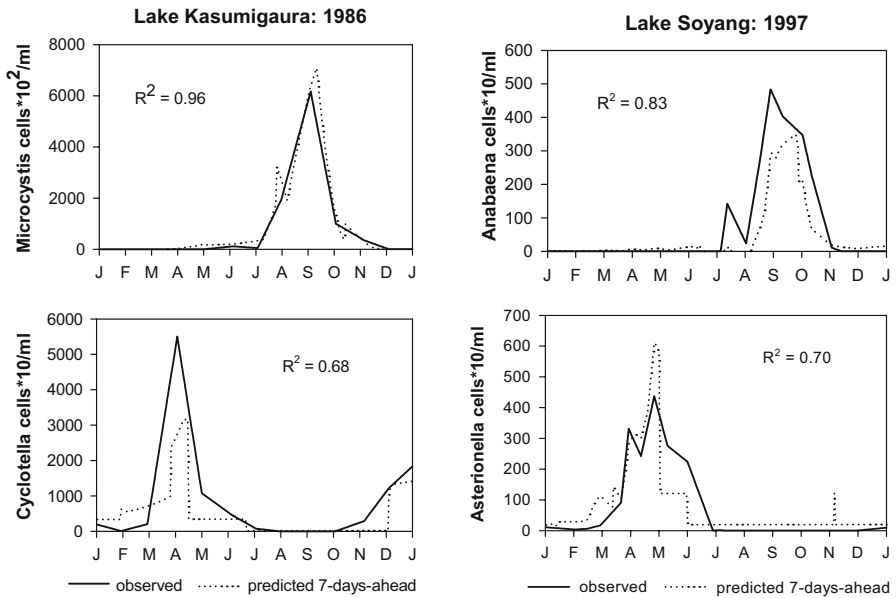 Lake Kasumigaura: 1986
Microcystis cells*10²/ml
8000
6000
4000
2000
0
R² = 0.96
J F M A M J J A S O N D J
Lake Soyang: 1997
Anabaena cells*10/ml
600
500
400
300
200
100
0
R² = 0.83
J F M A M J J A S O N D J
Cyclotella cells*10/ml
6000
5000
4000
3000
2000
1000
0
R² = 0.68
J F M A M J J A S O N D J
observed predicted 7-days-ahead
Asterionella cells*10/ml
700
600
500
400
300
200
100
0
R² = 0.70
J F M A M J J A S O N D J
observed predicted 7-days-ahead